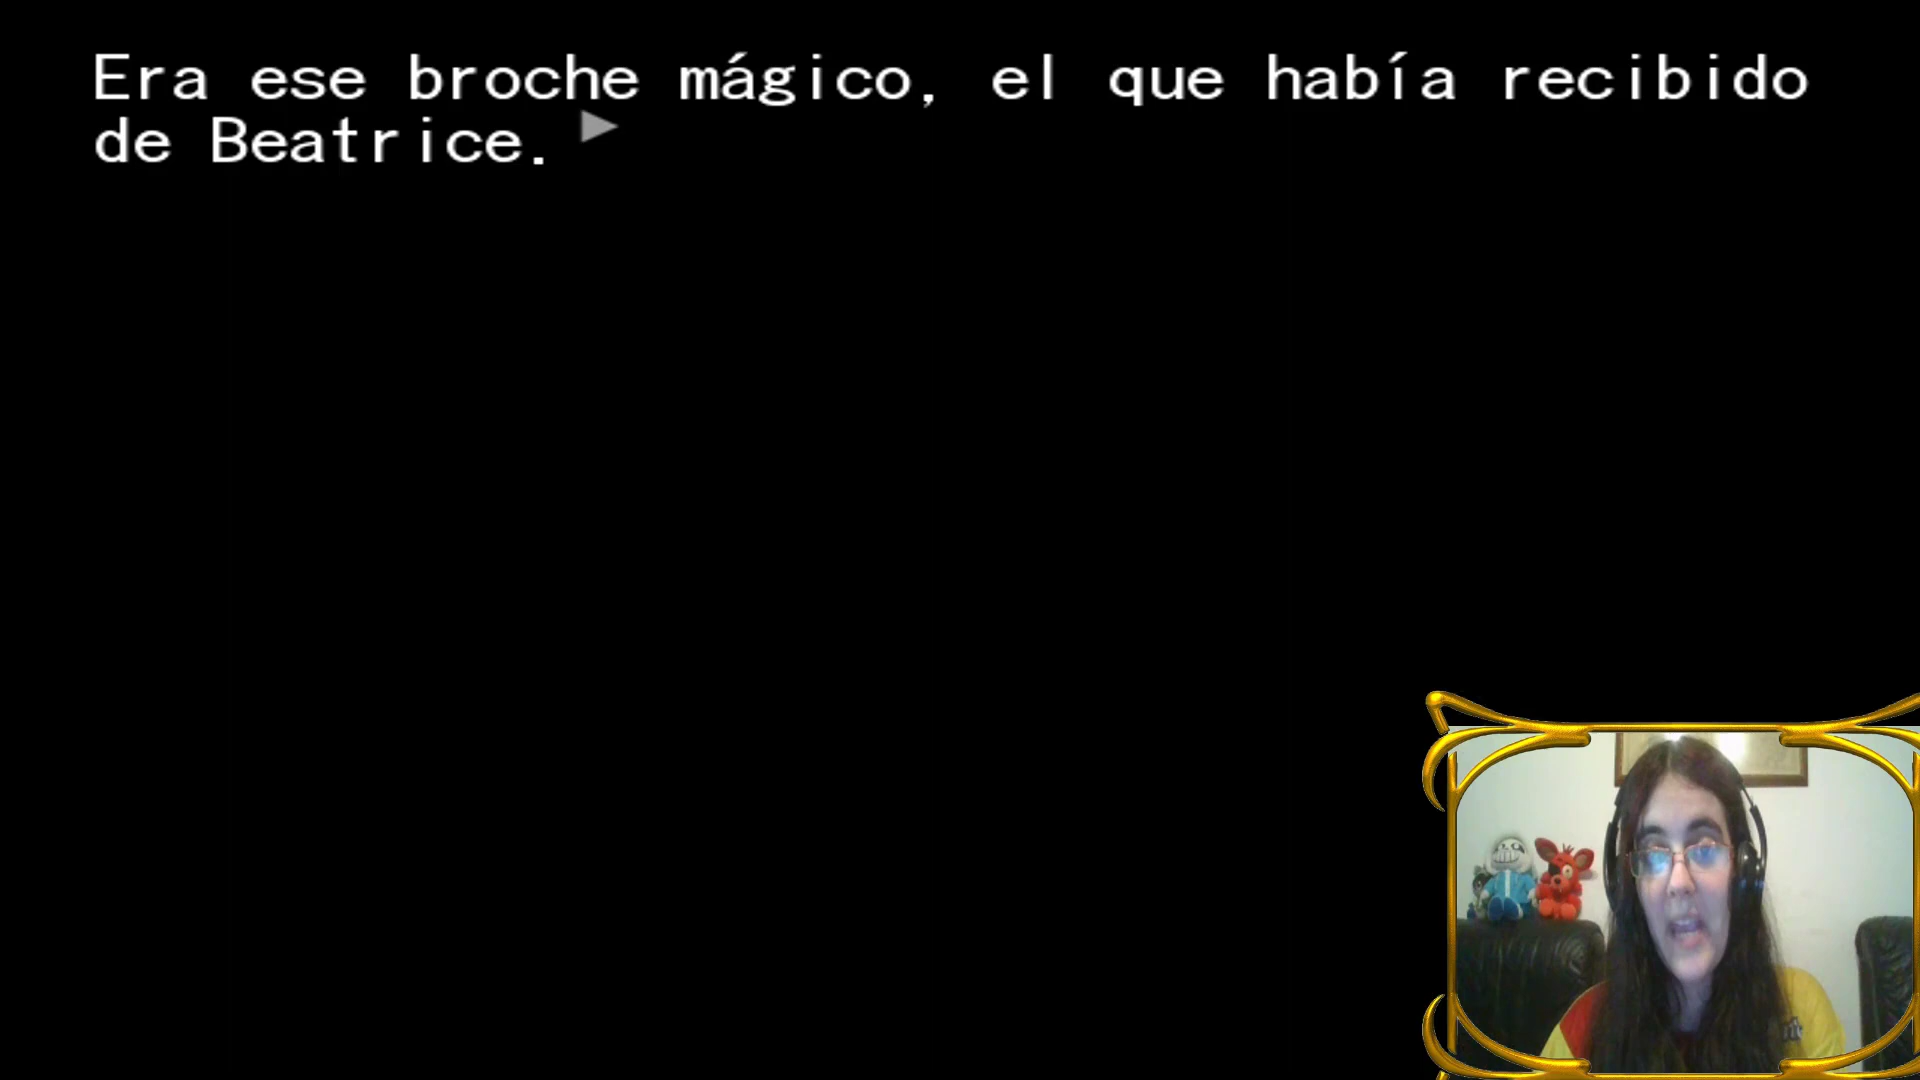 Era ese broche mágico, el que había recibido
de Beatrice.